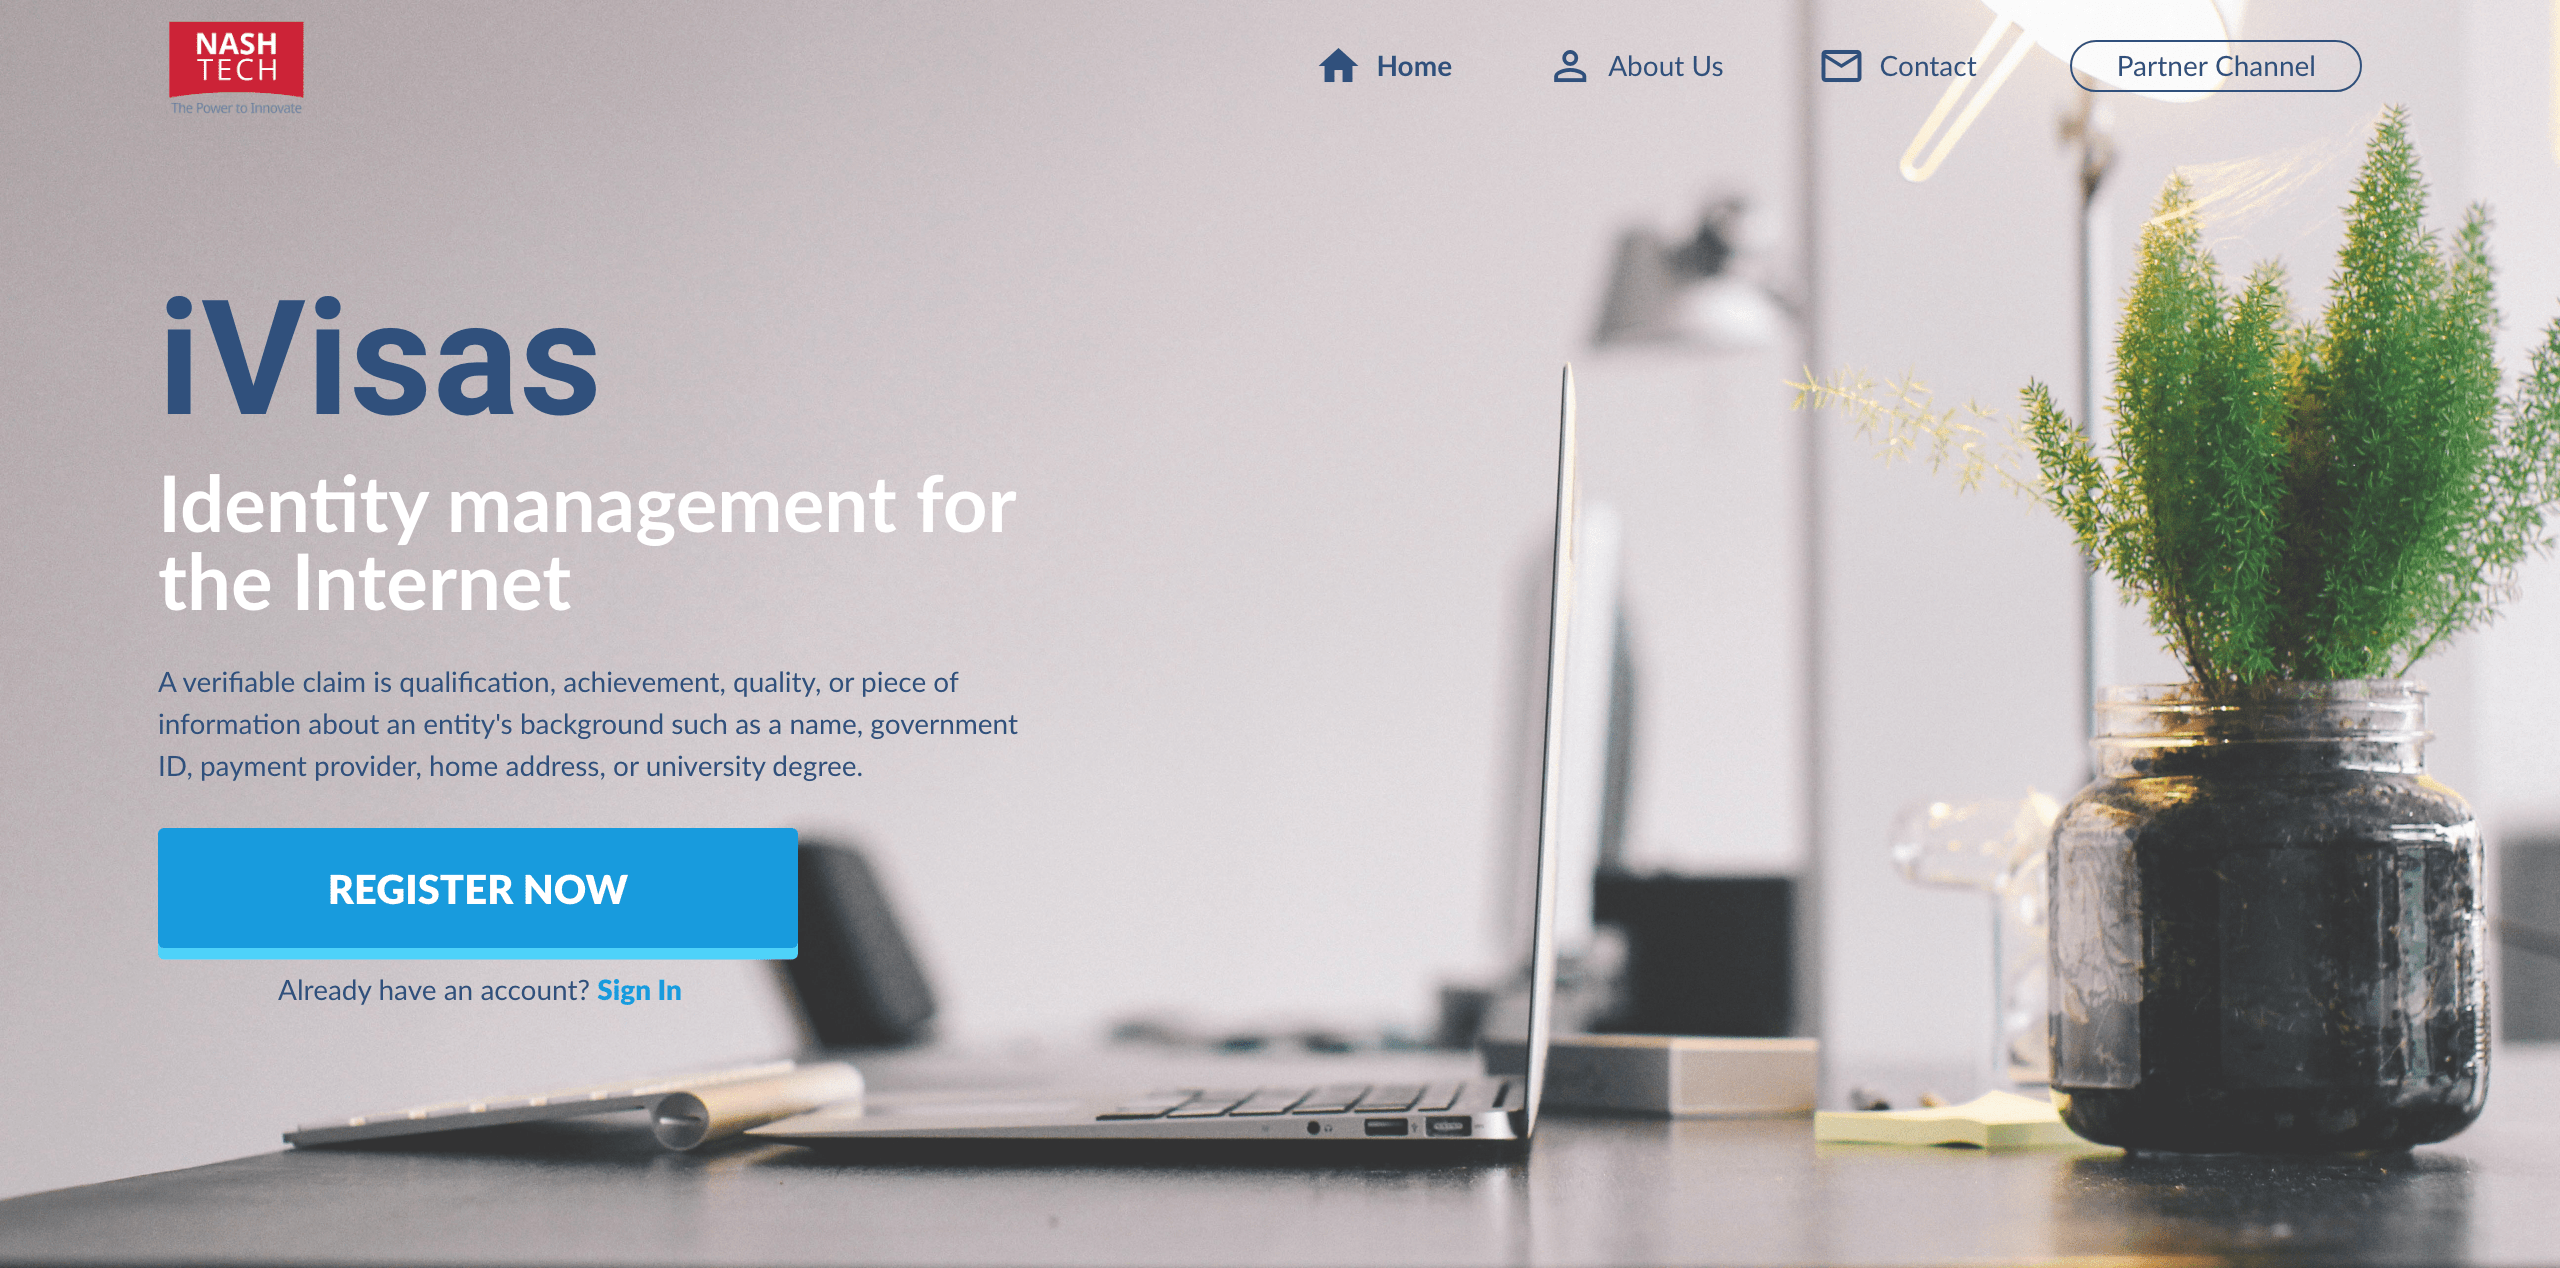 NASH
TECH
The Power to Innovate
Home
About Us
Contact
Partner Channel
iVisas
Identity management for
the Internet
A verifiable claim is qualification, achievement, quality, or piece of
information about an entity's background such as a name, government
ID, payment provider, home address, or university degree.
REGISTER NOW
Already have an account? Sign In